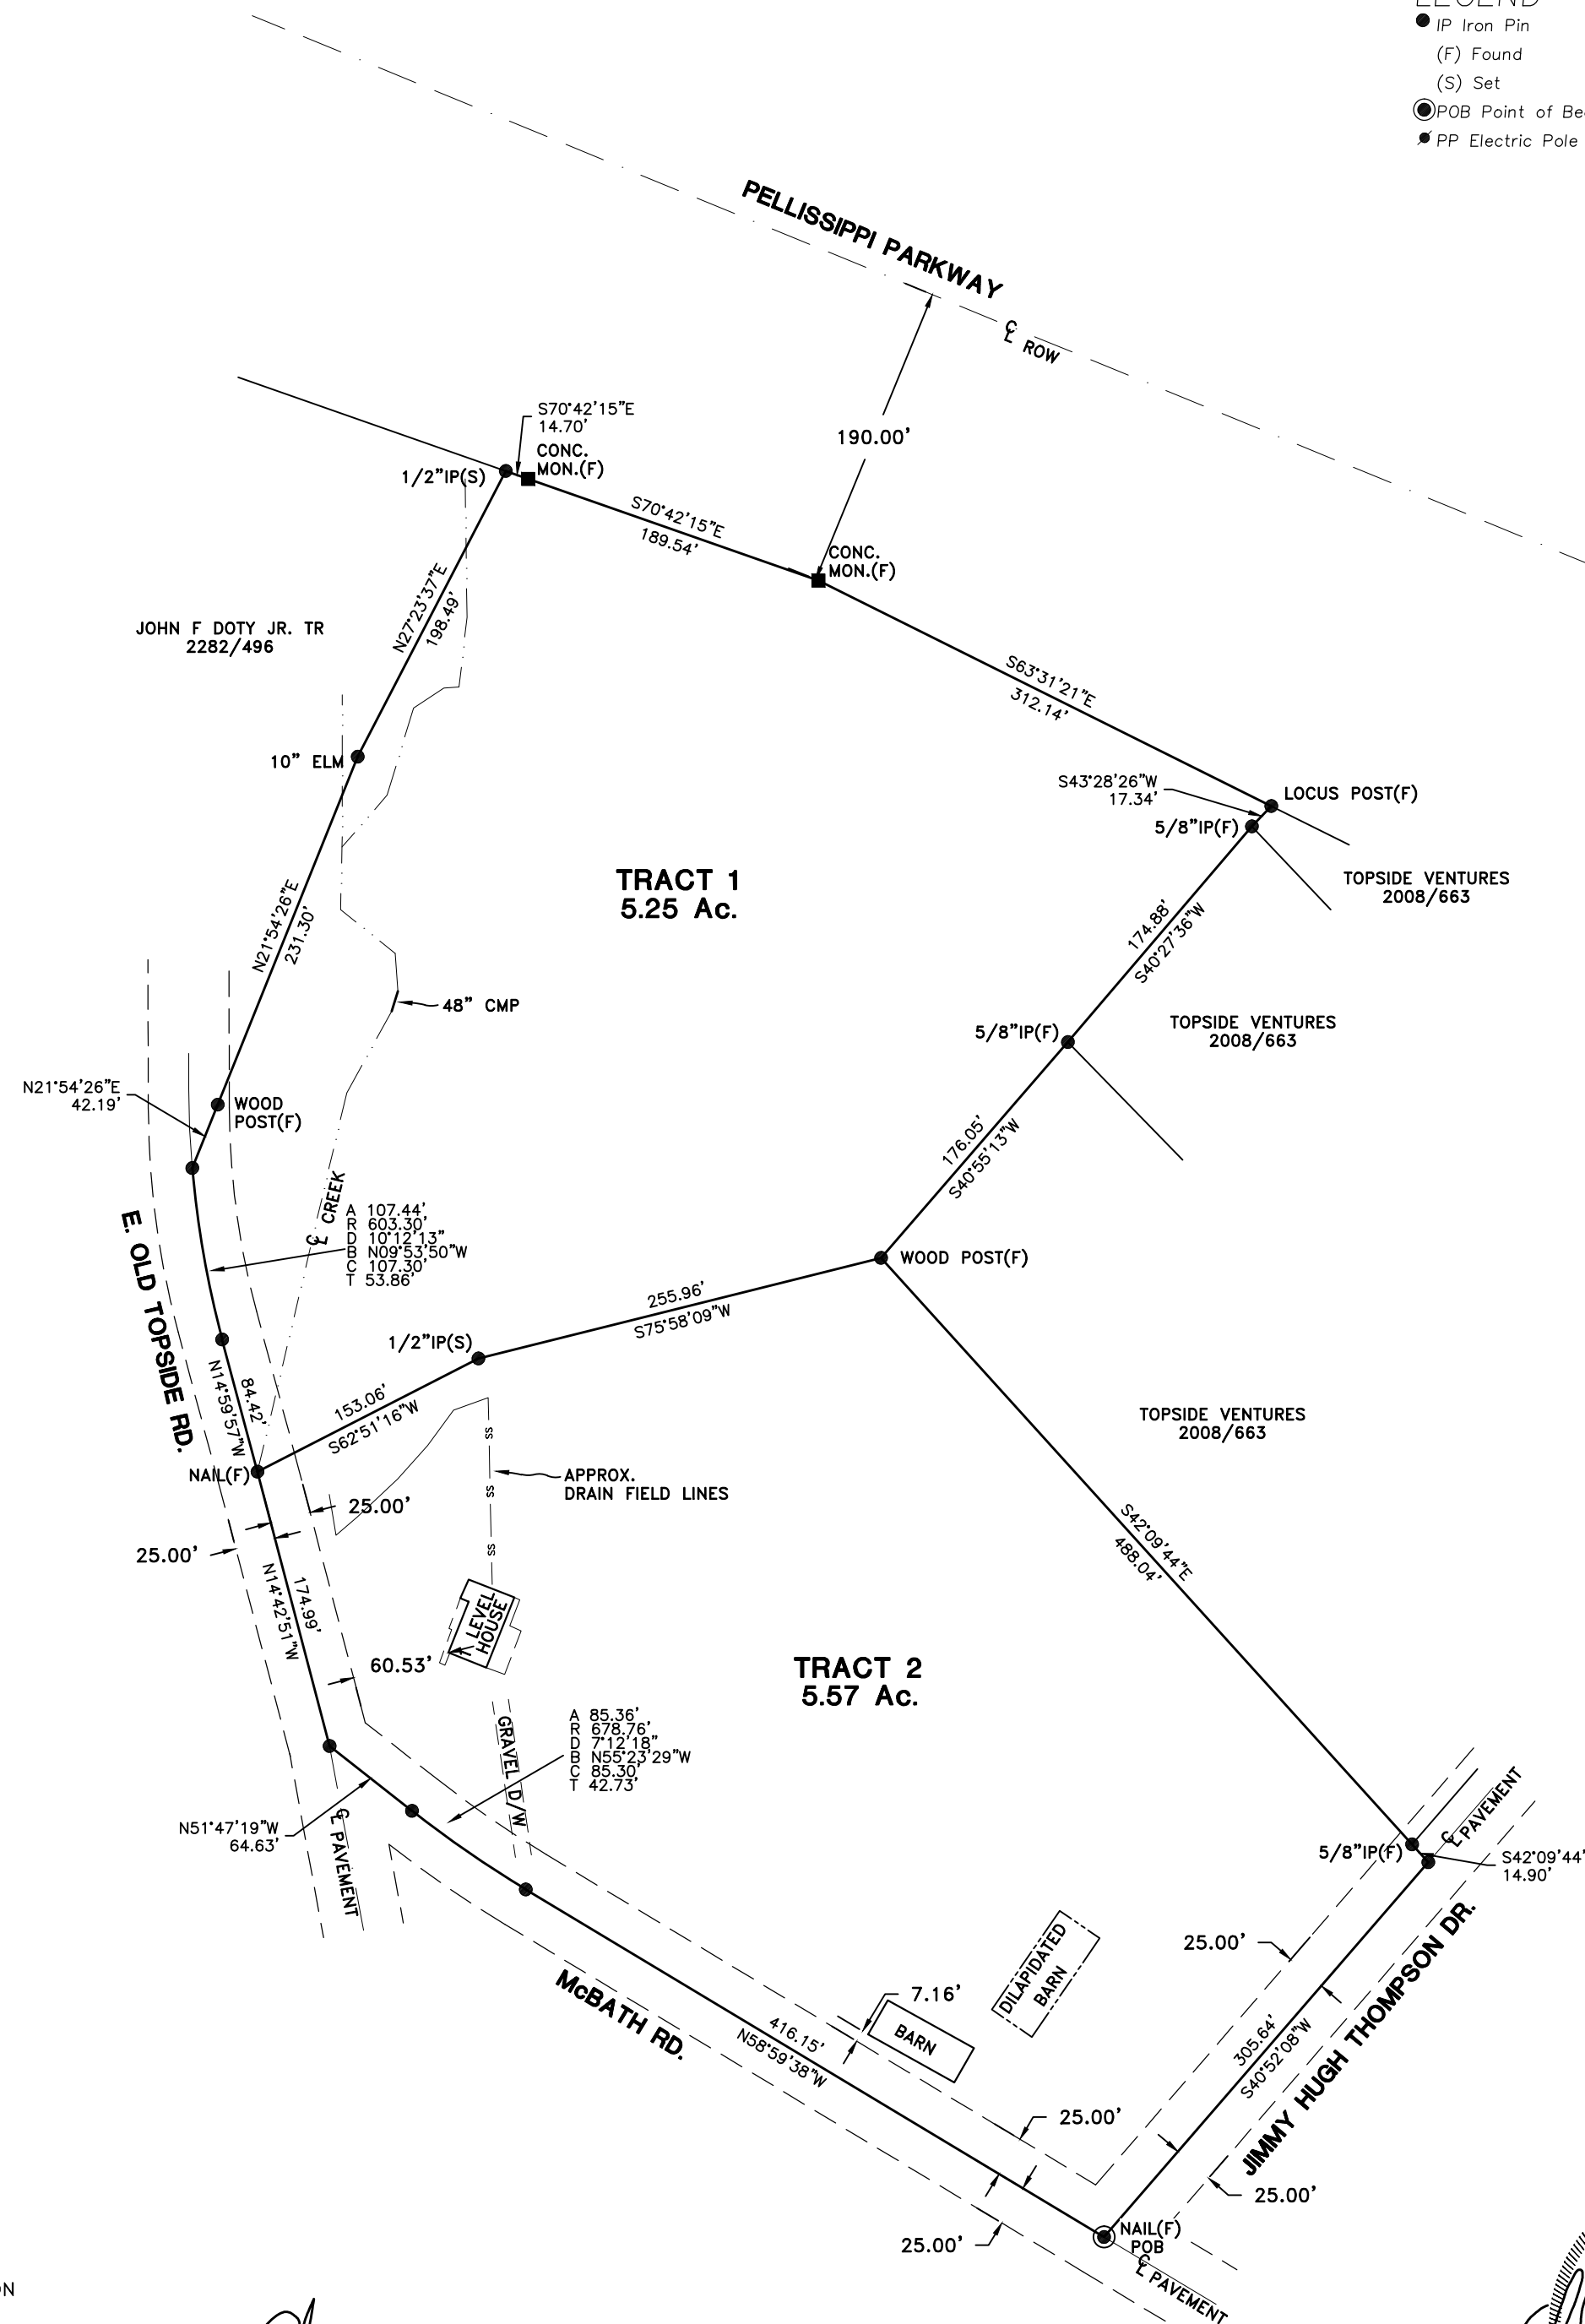 LEGEND
IP Iron Pin
(F) Found
(S) Set
POB Point of
PP Electric Pole
PELLISSIPPI PARKWAY
℄ ROW
190.00'
S70°42'15"E
14.70'
CONC.
MON.(F)
1/2"IP(S)
S70°42'15"E
189.54'
CONC.
MON.(F)
N27°23'37"E
198.49'
JOHN F DOTY JR. TR
2282/496
S63°31'21"E
312.14'
10" ELM
S43°28'26"W
17.34'
LOCUS POST(F)
5/8"IP(F)
TRACT 1
5.25 Ac.
TOPSIDE VENTURES
2008/663
N21°54'26"E
231.30'
174.88'
S40°27'36"W
48" CMP
5/8"IP(F)
TOPSIDE VENTURES
2008/663
N21°54'26"E
42.19'
WOOD
POST(F)
176.05'
S40°55'13"W
℄ CREEK
A 107.44'
R 603.30'
D 10°12'13"
B N09°53'50"W
C 107.30'
T 53.86'
E. OLD TOPSIDE RD.
WOOD POST(F)
255.96'
S75°58'09"W
1/2"IP(S)
84.42'
N14°59'57"W
153.06'
S62°51'16"W
TOPSIDE VENTURES
2008/663
NAIL(F)
SS
SS
SS
APPROX.
DRAIN FIELD LINES
25.00'
25.00'
S42°09'44"E
488.04'
174.99'
N14°42'51"W
1 LEVEL
HOUSE
60.53'
TRACT 2
5.57 Ac.
A 85.36'
R 678.76'
D 7°12'18"
B N55°23'29"W
C 85.30'
T 42.73'
GRAVEL D/W
N51°47'19"W
64.63'
℄ PAVEMENT
℄ PAVEMENT
5/8"IP(F)
S42°09'44"
14.90'
25.00'
DILAPIDATED
BARN
7.16'
BARN
McBATH RD.
416.15'
N58°59'38"W
305.64'
S40°52'08"W
JIMMY HUGH THOMPSON DR.
25.00'
25.00'
25.00'
NAIL(F)
POB
℄ PAVEMENT